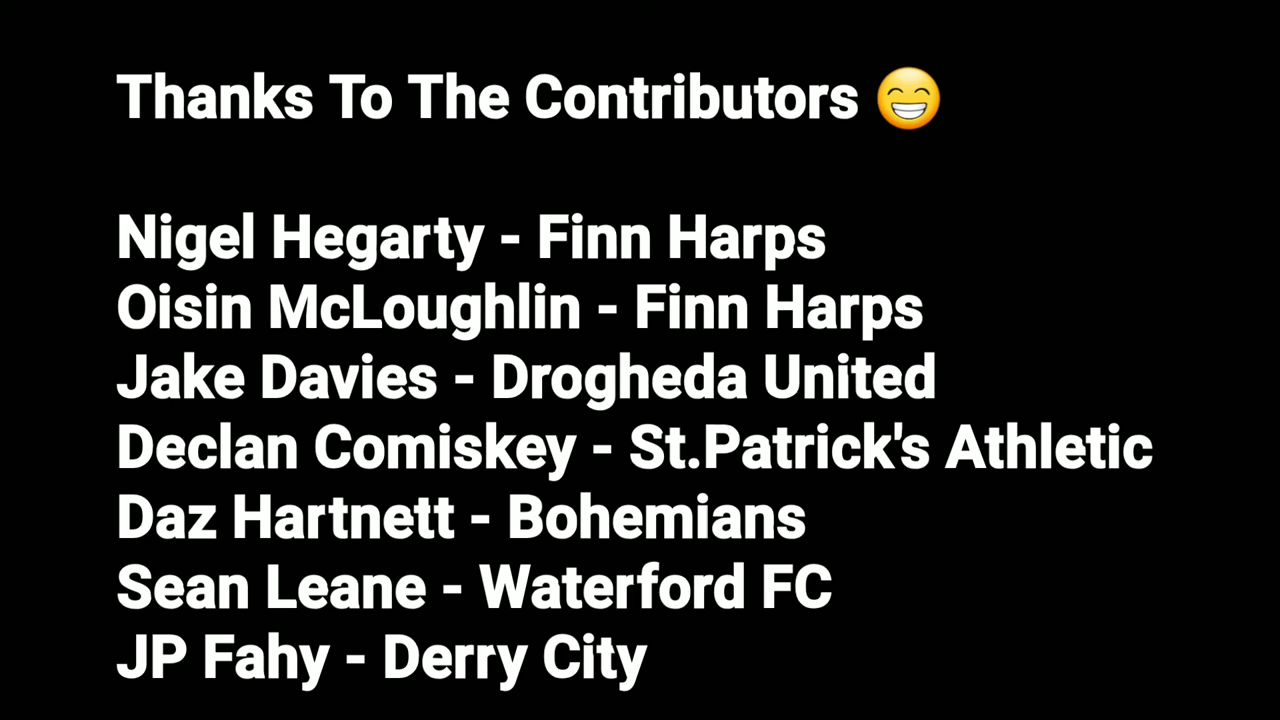 Thanks To The Contributors 😁
Nigel Hegarty - Finn Harps
Oisin McLoughlin - Finn Harps
Jake Davies - Drogheda United
Declan Comiskey - St.Patrick's Athletic
Daz Hartnett - Bohemians
Sean Leane - Waterford FC
JP Fahy - Derry City